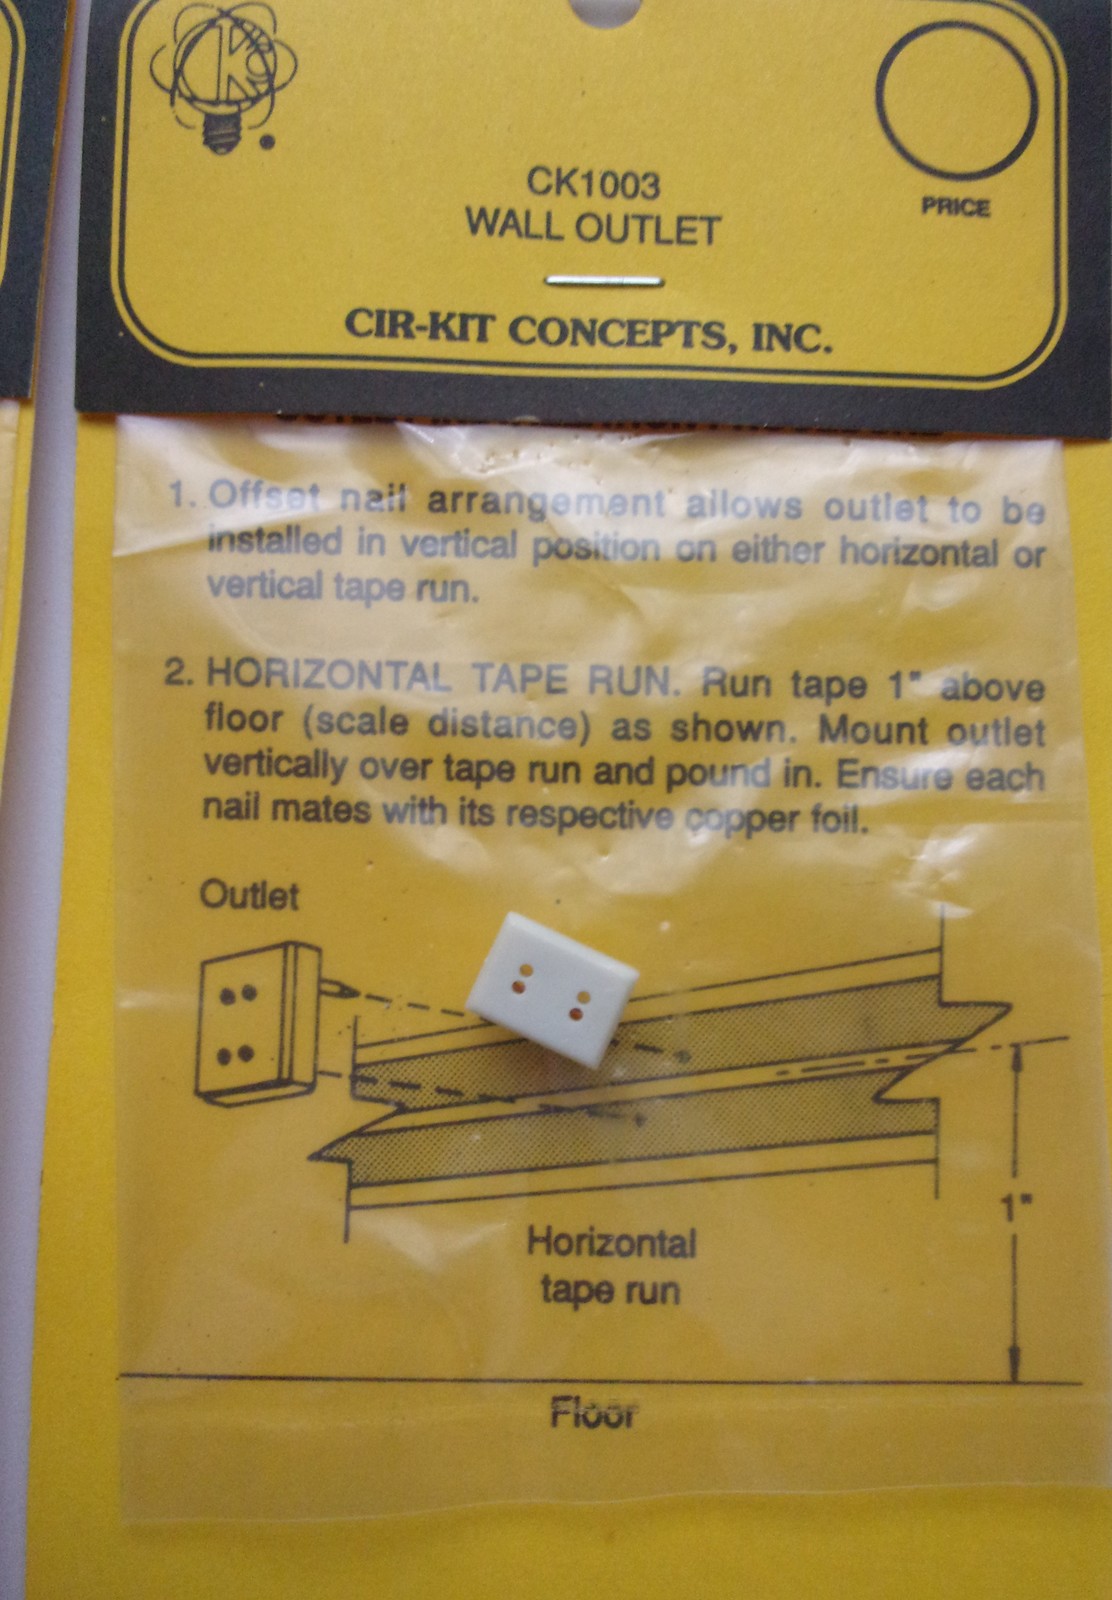 CK
CK1003
WALL OUTLET
PRICE
CIR-KIT CONCEPTS, INC.
1. Offset nail arrangement allows outlet to be
installed in vertical position on either horizontal or
vertical tape run.
2. HORIZONTAL TAPE RUN. Run tape 1" above
floor (scale distance) as shown. Mount outlet
vertically over tape run and pound in. Ensure each
nail mates with its respective copper foil.
Outlet
1"
Horizontal
tape run
Floor